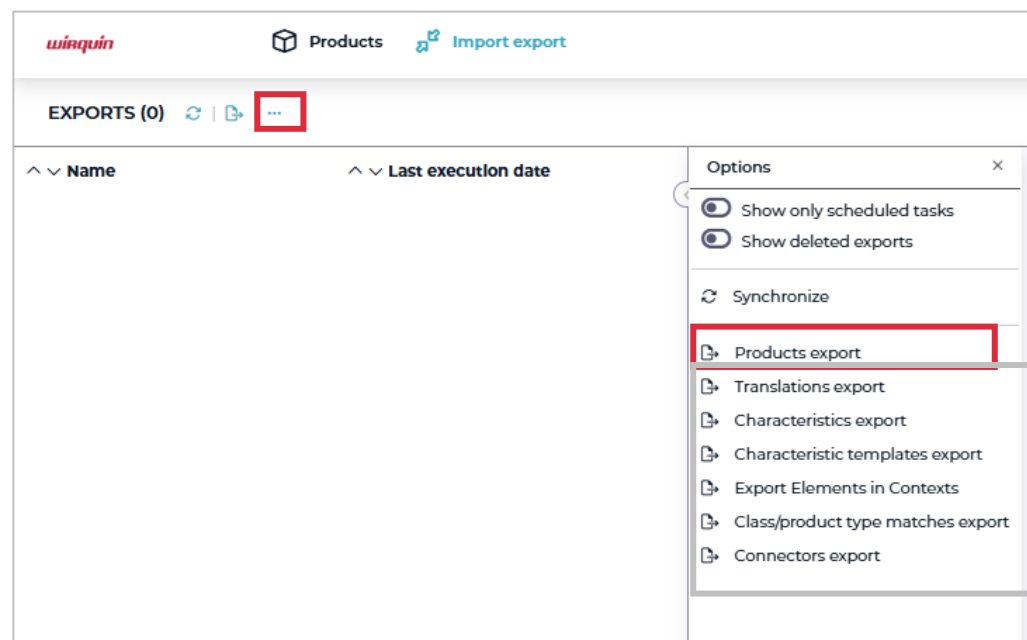 wirquin
Products
Import export
EXPORTS (0)
Name
Last execution date
Options
Show only scheduled tasks
Show deleted exports
Synchronize
Products export
Translations export
Characteristics export
Characteristic templates export
Export Elements in Contexts
Class/product type matches export
Connectors export